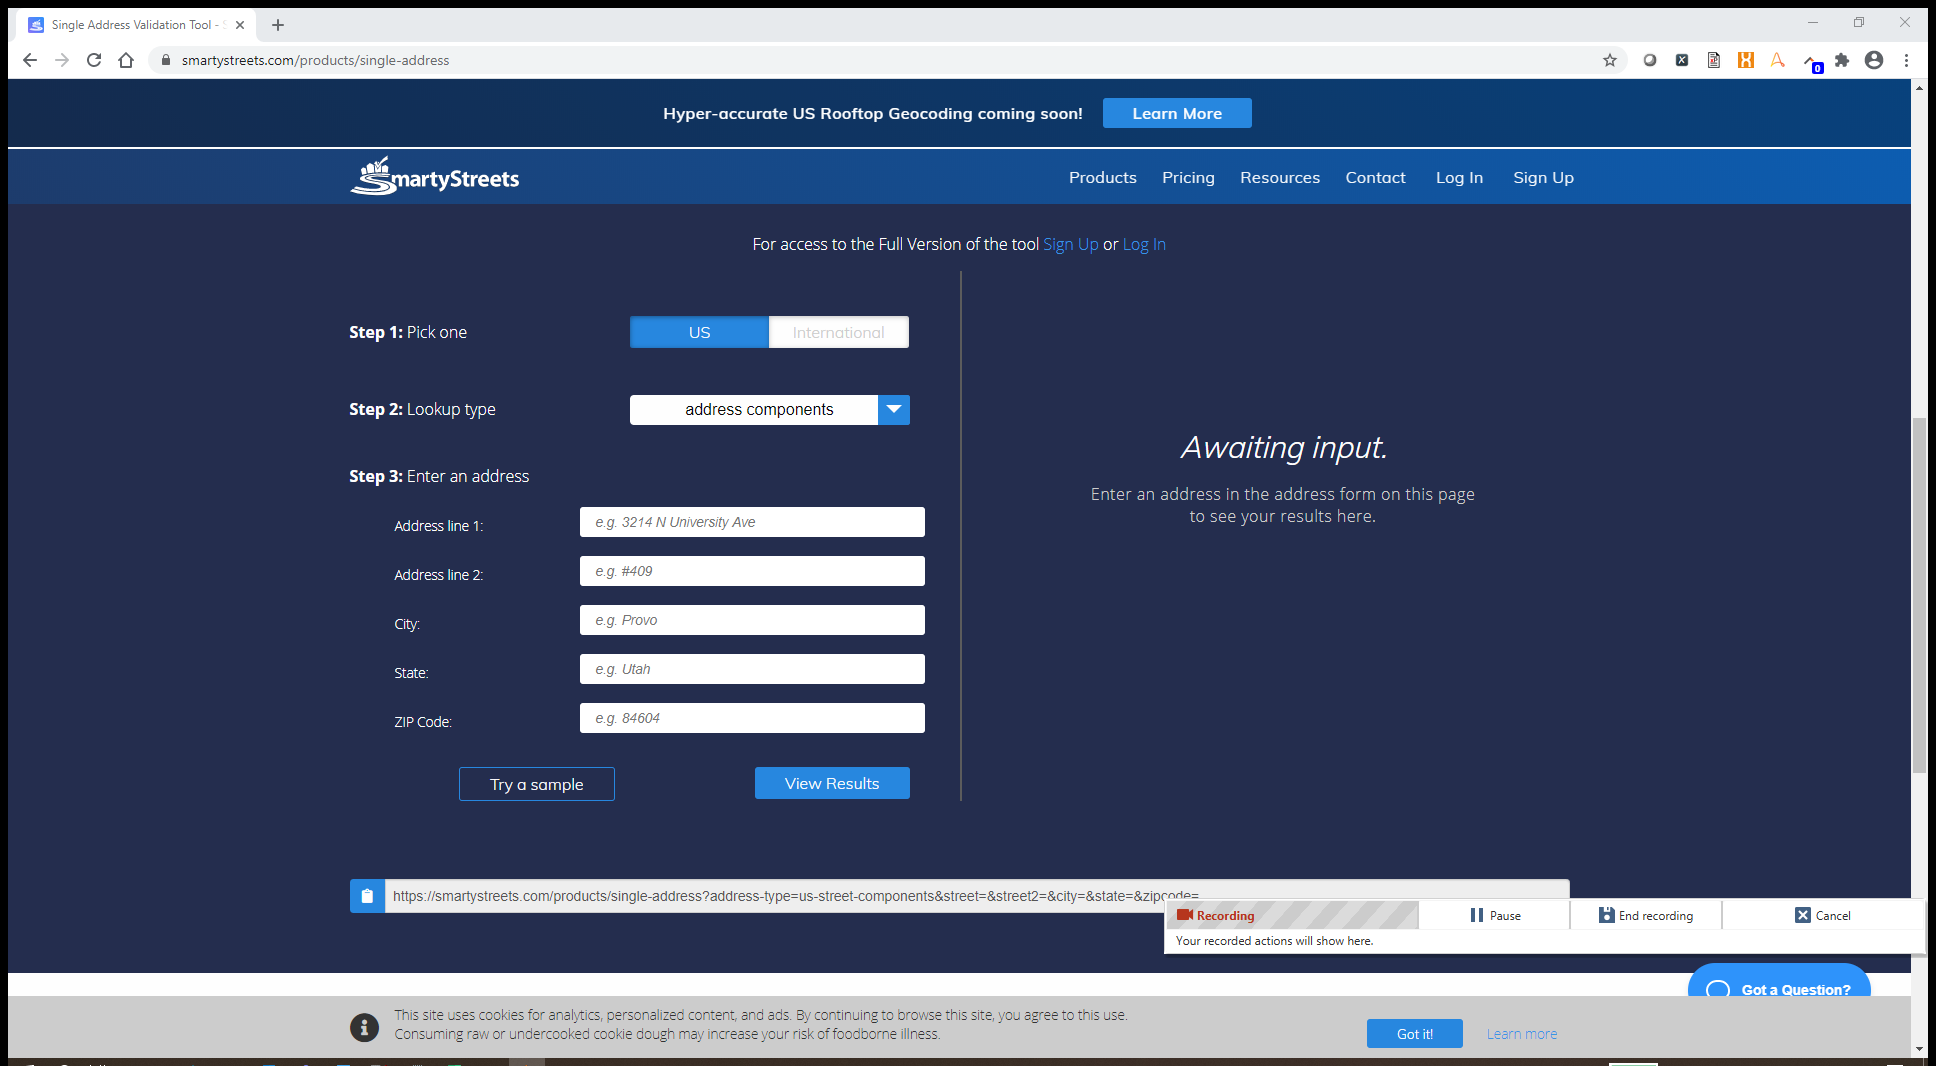 Single Address Validation Tool -
smartystreets.com/products/single-address
0
Hyper-accurate US Rooftop Geocoding coming soon!
Learn More
SmartyStreets
Products Pricing Resources Contact Log In Sign Up
For access to the Full Version of the tool Sign Up or Log In
Step 1: Pick one
US International
Step 2: Lookup type
address components
Step 3: Enter an address
Address line 1:
e.g. 3214 N University Ave
Address line 2:
e.g. #409
City:
e.g. Provo
State:
e.g. Utah
ZIP Code:
e.g. 84604
Try a sample
View Results
Awaiting input.
Enter an address in the address form on this page
to see your results here.
https://smartystreets.com/products/single-address?address-type=us-street-components&street=&street2=&city=&state=&zipcode=
Recording
Pause
End recording
Cancel
Your recorded actions will show here.
Got a Question?
This site uses cookies for analytics, personalized content, and ads. By continuing to browse this site, you agree to this use.
Consuming raw or undercooked cookie dough may increase your risk of foodborne illness.
Got it!
Learn more